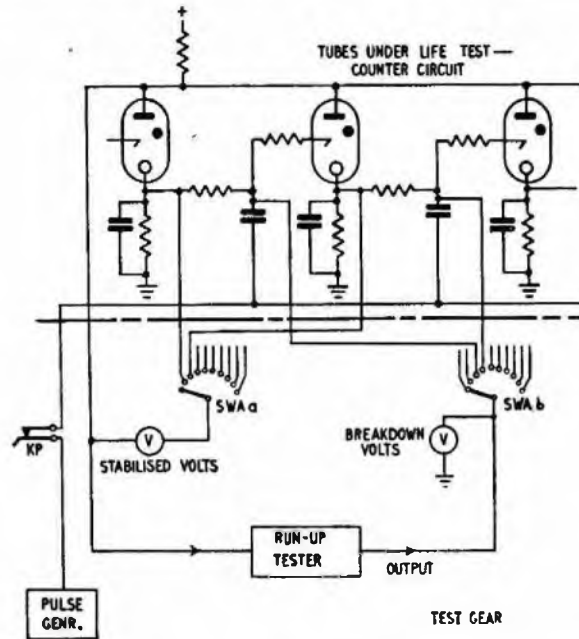 +
TUBES UNDER LIFE TEST—
COUNTER CIRCUIT
SWA a
SWA b
KP
V
STABILISED VOLTS
BREAKDOWN
VOLTS
V
RUN-UP
TESTER
OUTPUT
PULSE
GENR.
TEST GEAR